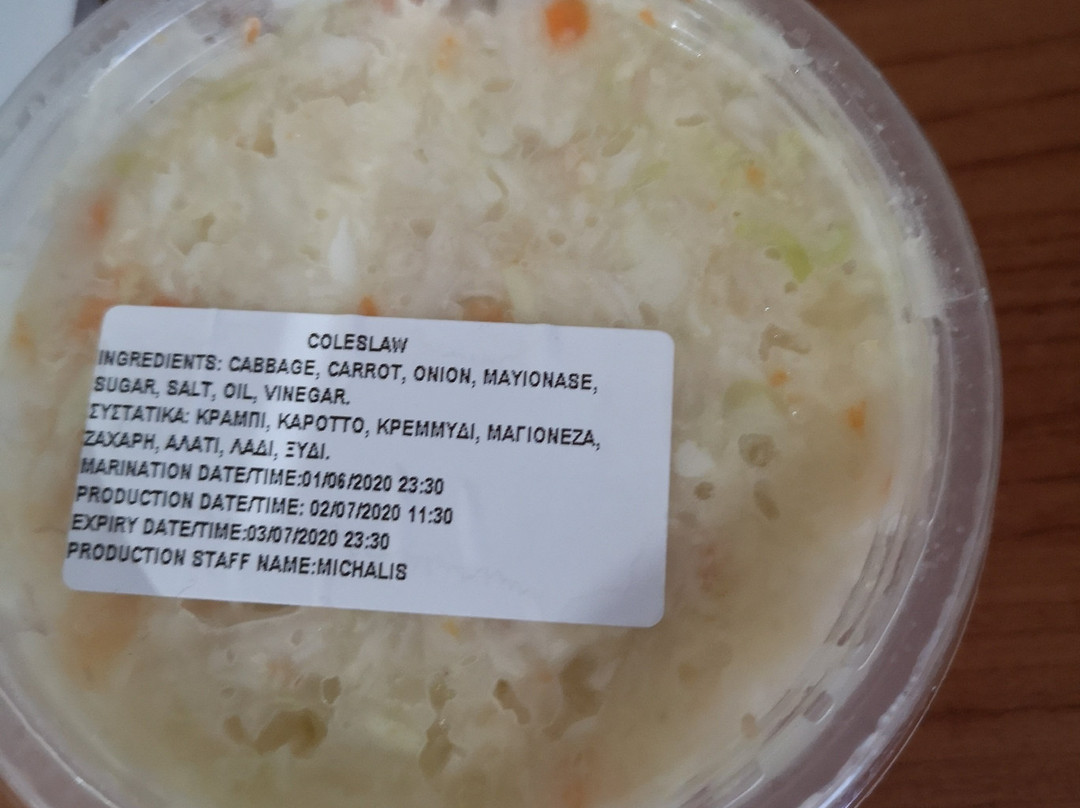 COLESLAW
INGREDIENTS: CABBAGE, CARROT, ONION, MAYIONASE,
SUGAR, SALT, OIL, VINEGAR.
ΣΥΣΤΑΤΙΚΑ: ΚΡΑΜΠΙ, ΚΑΡΟΤΤΟ, ΚΡΕΜΜΥΔΙ, ΜΑΓΙΟΝΕΖΑ,
ΖΑΧΑΡΗ, ΑΛΑΤΙ, ΛΑΔΙ, ΞΥΔΙ.
MARINATION DATE/TIME:01/06/2020 23:30
PRODUCTION DATE/TIME: 02/07/2020 11:30
EXPIRY DATE/TIME:03/07/2020 23:30
PRODUCTION STAFF NAME:MICHALIS